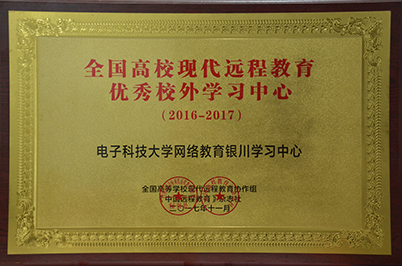 全国高校现代远程教育
优秀校外学习中心
(2016-2017)
电子科技大学网络教育银川学习中心
全国高等学校现代远程教育协作组
《中国远程教育》杂志社
二〇一七年十一月